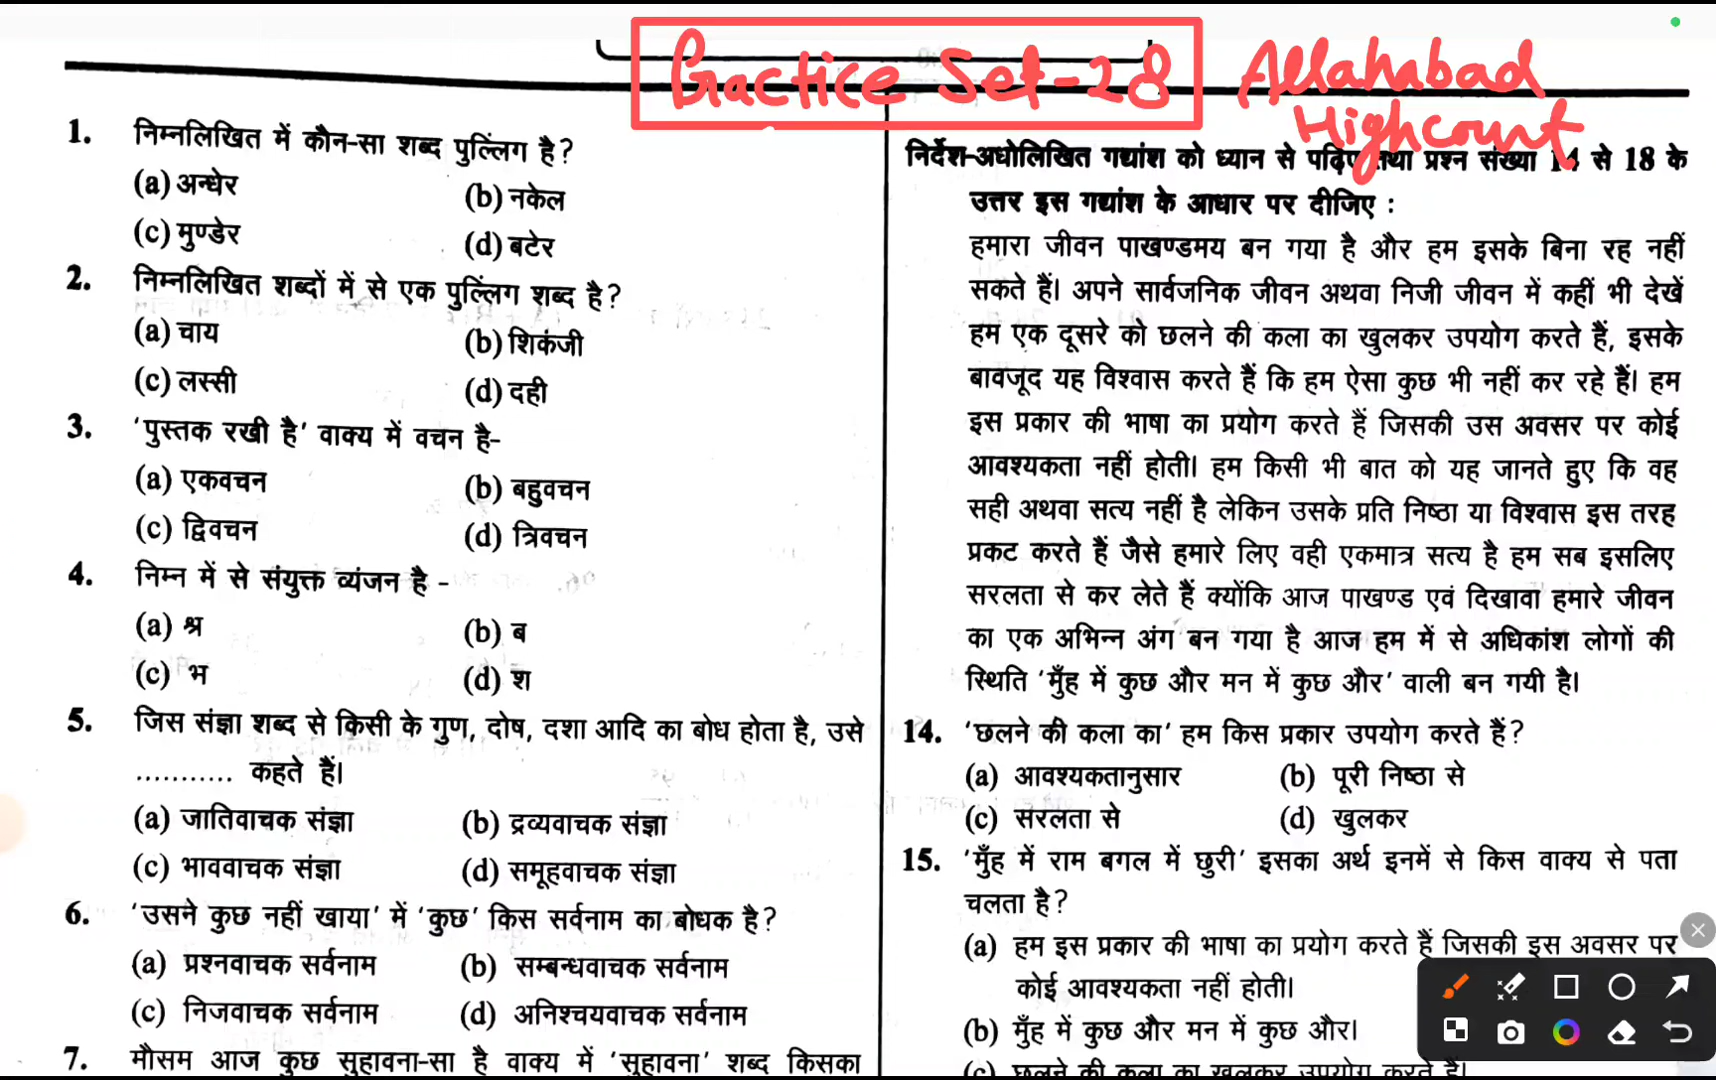 Practice Set-28
Allahabad
Highcourt
1. निम्नलिखित में कौन-सा शब्द पुल्लिंग है?
(a) अन्धेर (b) नकेल
(c) मुण्डेर (d) बटेर
2. निम्नलिखित शब्दों में से एक पुल्लिंग शब्द है?
(a) चाय (b) शिकंजी
(c) लस्सी (d) दही
3. 'पुस्तक रखी है' वाक्य में वचन है-
(a) एकवचन (b) बहुवचन
(c) द्विवचन (d) त्रिवचन
4. निम्न में से संयुक्त व्यंजन है -
(a) श्र (b) ब
(c) भ (d) श
5. जिस संज्ञा शब्द से किसी के गुण, दोष, दशा आदि का बोध होता है, उसे
........... कहते हैं।
(a) जातिवाचक संज्ञा (b) द्रव्यवाचक संज्ञा
(c) भाववाचक संज्ञा (d) समूहवाचक संज्ञा
6. 'उसने कुछ नहीं खाया' में 'कुछ' किस सर्वनाम का बोधक है?
(a) प्रश्नवाचक सर्वनाम (b) सम्बन्धवाचक सर्वनाम
(c) निजवाचक सर्वनाम (d) अनिश्चयवाचक सर्वनाम
7. मौसम आज कुछ सुहावना-सा है वाक्य में 'सुहावना' शब्द किसका
निर्देश-अधोलिखित गद्यांश को ध्यान से पढ़िए तथा प्रश्न संख्या 14 से 18 के
उत्तर इस गद्यांश के आधार पर दीजिए :
हमारा जीवन पाखण्डमय बन गया है और हम इसके बिना रह नहीं
सकते हैं। अपने सार्वजनिक जीवन अथवा निजी जीवन में कहीं भी देखें
हम एक दूसरे को छलने की कला का खुलकर उपयोग करते हैं, इसके
बावजूद यह विश्वास करते हैं कि हम ऐसा कुछ भी नहीं कर रहे हैं। हम
इस प्रकार की भाषा का प्रयोग करते हैं जिसकी उस अवसर पर कोई
आवश्यकता नहीं होती। हम किसी भी बात को यह जानते हुए कि वह
सही अथवा सत्य नहीं है लेकिन उसके प्रति निष्ठा या विश्वास इस तरह
प्रकट करते हैं जैसे हमारे लिए वही एकमात्र सत्य है हम सब इसलिए
सरलता से कर लेते हैं क्योंकि आज पाखण्ड एवं दिखावा हमारे जीवन
का एक अभिन्न अंग बन गया है आज हम में से अधिकांश लोगों की
स्थिति 'मुँह में कुछ और मन में कुछ और' वाली बन गयी है।
14. 'छलने की कला का' हम किस प्रकार उपयोग करते हैं?
(a) आवश्यकतानुसार (b) पूरी निष्ठा से
(c) सरलता से (d) खुलकर
15. 'मुँह में राम बगल में छुरी' इसका अर्थ इनमें से किस वाक्य से पता
चलता है?
(a) हम इस प्रकार की भाषा का प्रयोग करते हैं जिसकी इस अवसर पर
कोई आवश्यकता नहीं होती।
(b) मुँह में कुछ और मन में कुछ और।
(c) छलने की कला का खुलकर उपयोग करते हैं।